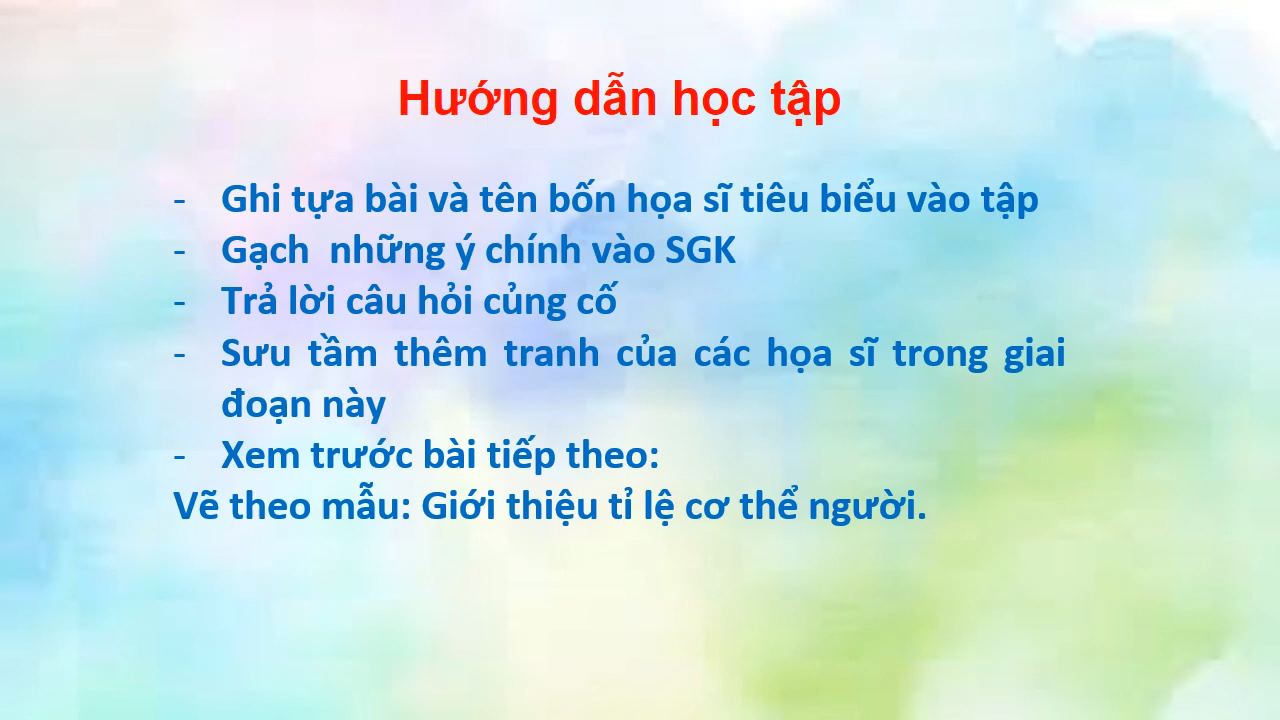 Hướng dẫn học tập
- Ghi tựa bài và tên bốn họa sĩ tiêu biểu vào tập
- Gạch  những ý chính vào SGK
- Trả lời câu hỏi củng cố
- Sưu tầm thêm tranh của các họa sĩ trong giai
đoạn này
- Xem trước bài tiếp theo:
Vẽ theo mẫu: Giới thiệu tỉ lệ cơ thể người.